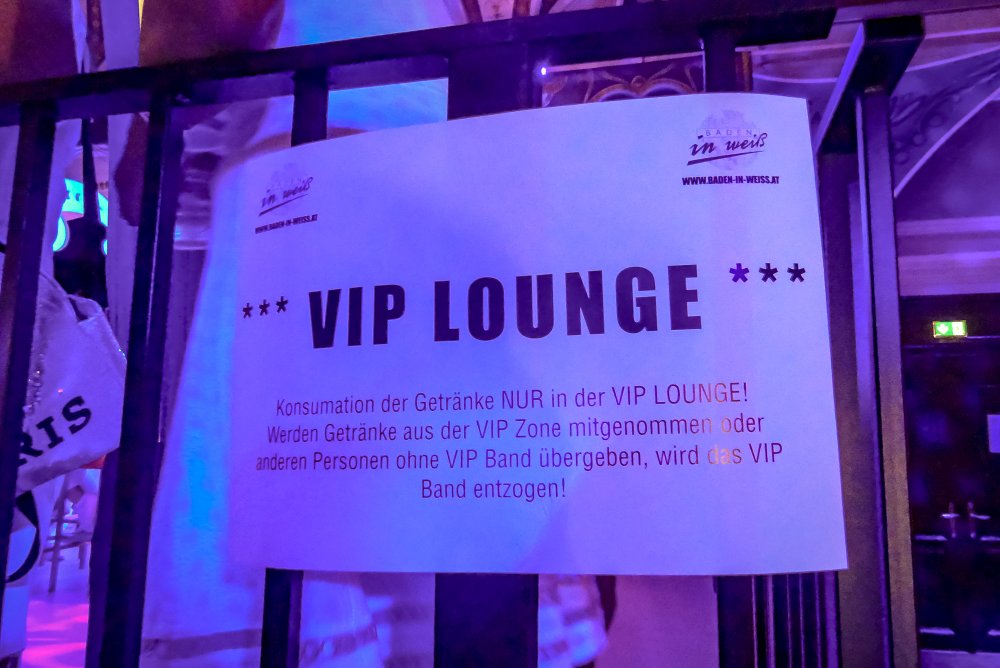 BADEN
in weiß
WWW.BADEN-IN-WEISS.AT
in weiß
WWW.BADEN-IN-WEISS.AT
*** VIP LOUNGE ***
Konsumation der Getränke NUR in der VIP LOUNGE!
Werden Getränke aus der VIP Zone mitgenommen oder
anderen Personen ohne VIP Band übergeben, wird das VIP
Band entzogen!
RIS